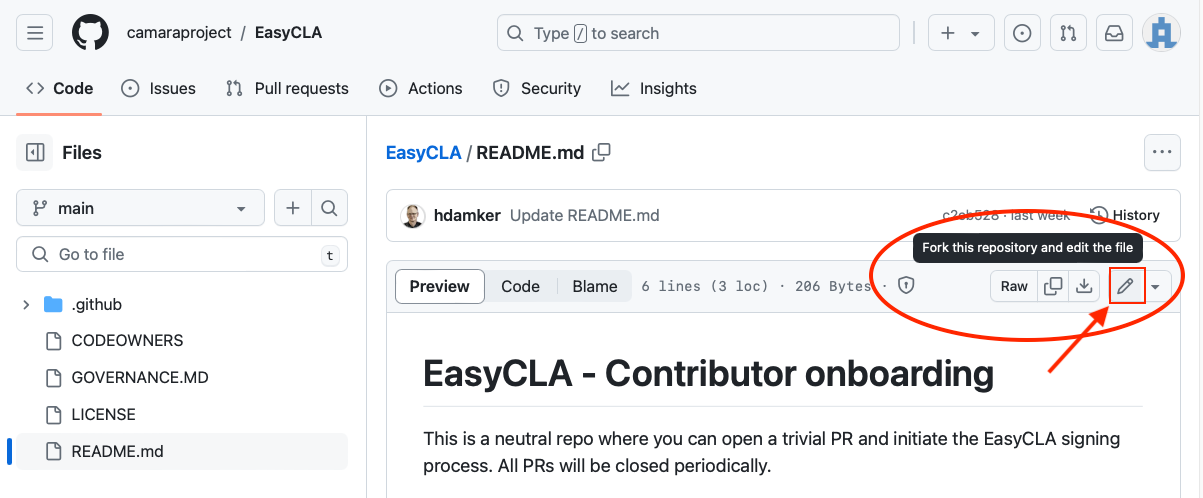 camaraproject / EasyCLA
Type / to search
Code Issues Pull requests Actions Security Insights
Files
main
Go to file
t
.github
CODEOWNERS
GOVERNANCE.MD
LICENSE
README.md
EasyCLA / README.md
hdamker Update README.md
c2cb528 · last week History
Fork this repository and edit the file
Preview Code Blame 6 lines (3 loc) · 206 Bytes ·
Raw
EasyCLA - Contributor onboarding
This is a neutral repo where you can open a trivial PR and initiate the EasyCLA signing
process. All PRs will be closed periodically.